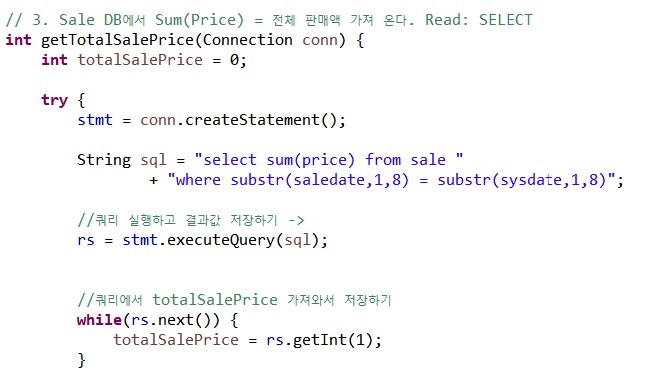 // 3. Sale DB에서 Sum(Price) = 전체 판매액 가져 온다. Read: SELECT
int getTotalSalePrice(Connection conn) {
    int totalSalePrice = 0;

    try {
        stmt = conn.createStatement();

        String sql = "select sum(price) from sale "
                + "where substr(saledate,1,8) = substr(sysdate,1,8)";

        //쿼리 실행하고 결과값 저장하기 ->
        rs = stmt.executeQuery(sql);


        //쿼리에서 totalSalePrice 가져와서 저장하기
        while(rs.next()) {
            totalSalePrice = rs.getInt(1);
        }